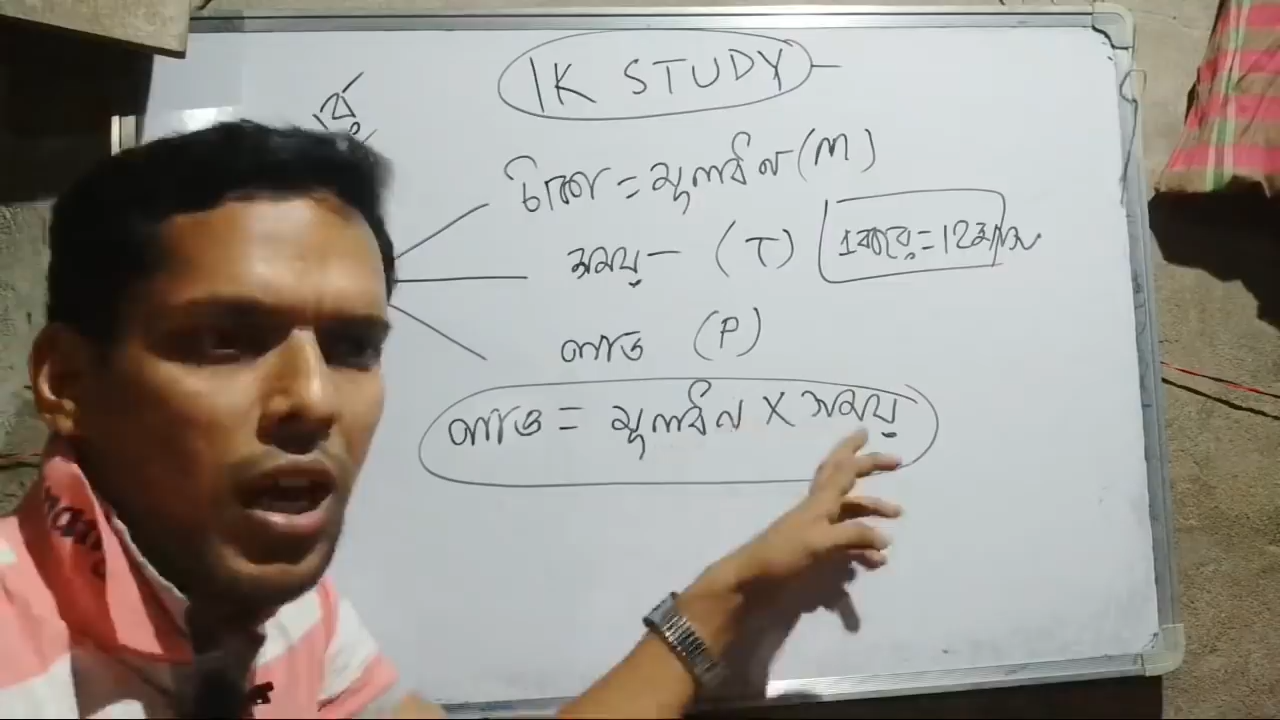 IK STUDY
টাকা = মূলধন (M)
সময় - (T) 1বছরে = 12মাস
লাভ (P)
লাভ = মূলধন X সময়